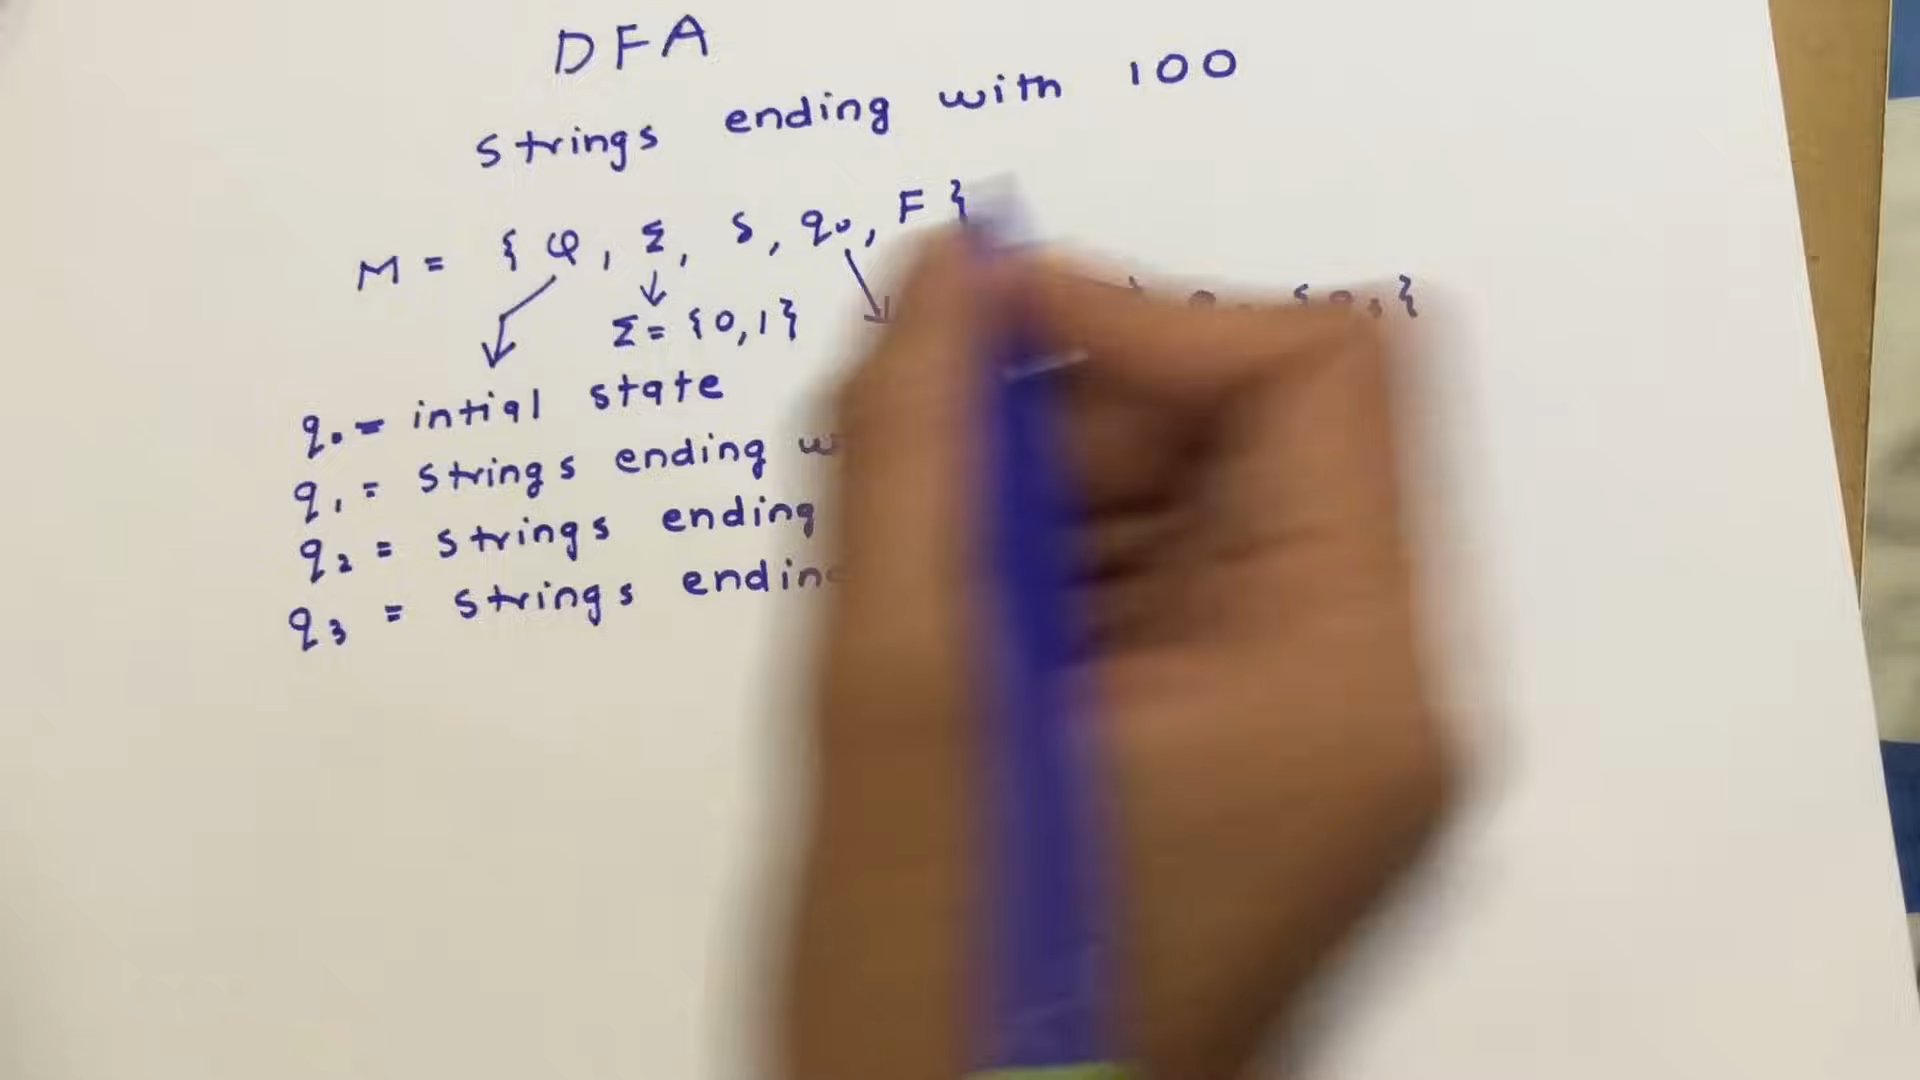 DFA
strings ending with 100
M = { φ, Σ, δ, q0, F }
Σ = {0,1}
q0 = intial state
q1 = strings ending
q2 = strings ending
q3 = strings